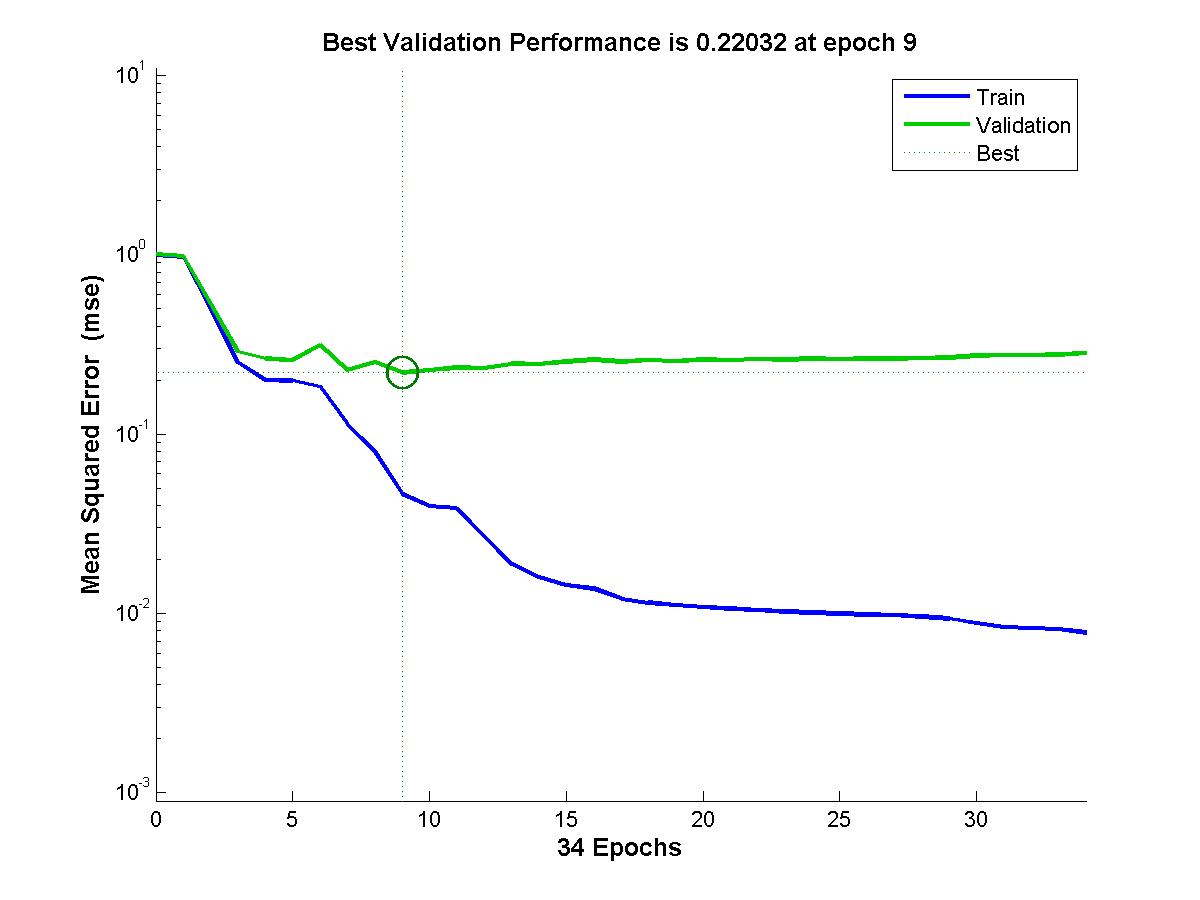 Best Validation Performance is 0.22032 at epoch 9
10^1
10^0
10^-1
10^-2
10^-3
Mean Squared Error (mse)
Train
Validation
Best
0 5 10 15 20 25 30
34 Epochs